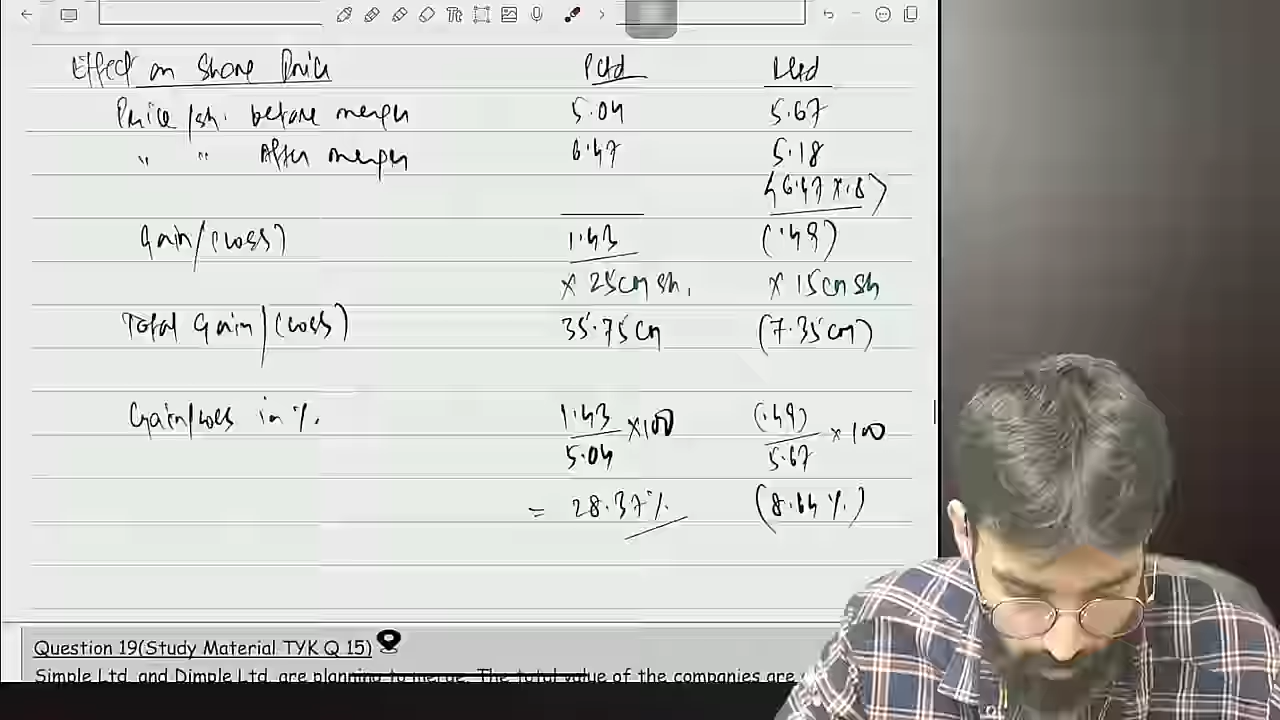 Effect on Share Price P Ltd L Ltd
Price/sh. before merger 5.04 5.67
" " After merger 6.47 5.18
(6.47 x .8)
Gain/(Loss) 1.43 (.49)
x 25 cr sh. x 15 cr sh
Total Gain/(Loss) 35.75 cr (7.35 cr)
Gain/Loss in %. 1.43/5.04 x 100 (.49)/5.67 x 100
= 28.37% (8.64%)
Question 19(Study Material TYK Q 15)
Simple Ltd. and Dimple Ltd. are planning to merge. The total value of the companies are